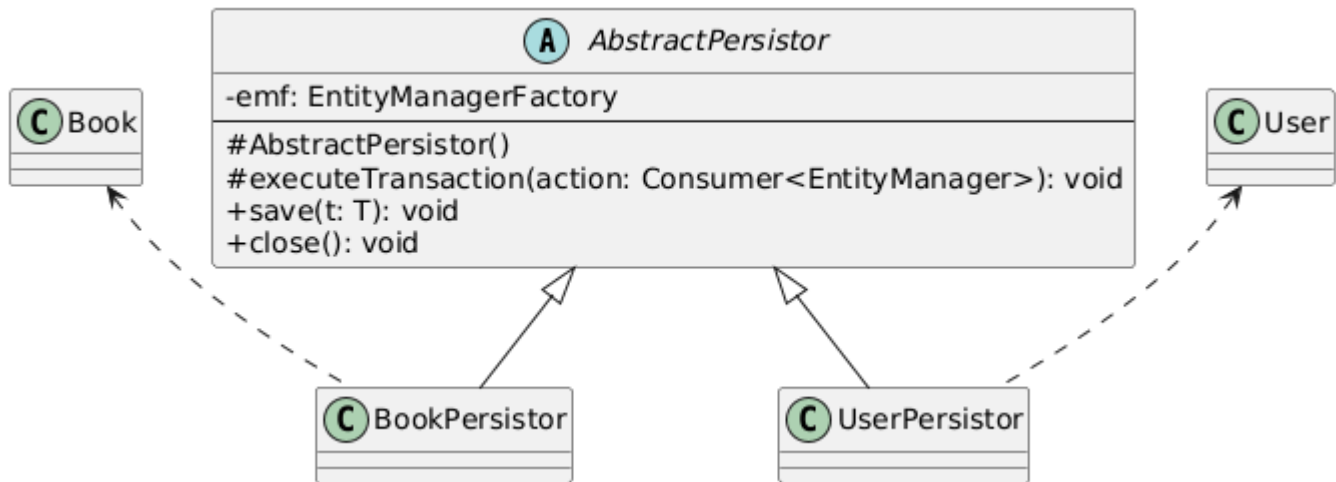 A AbstractPersistor
-emf: EntityManagerFactory
#AbstractPersistor()
#executeTransaction(action: Consumer<EntityManager>): void
+save(t: T): void
+close(): void
C Book
C User
C BookPersistor
C UserPersistor